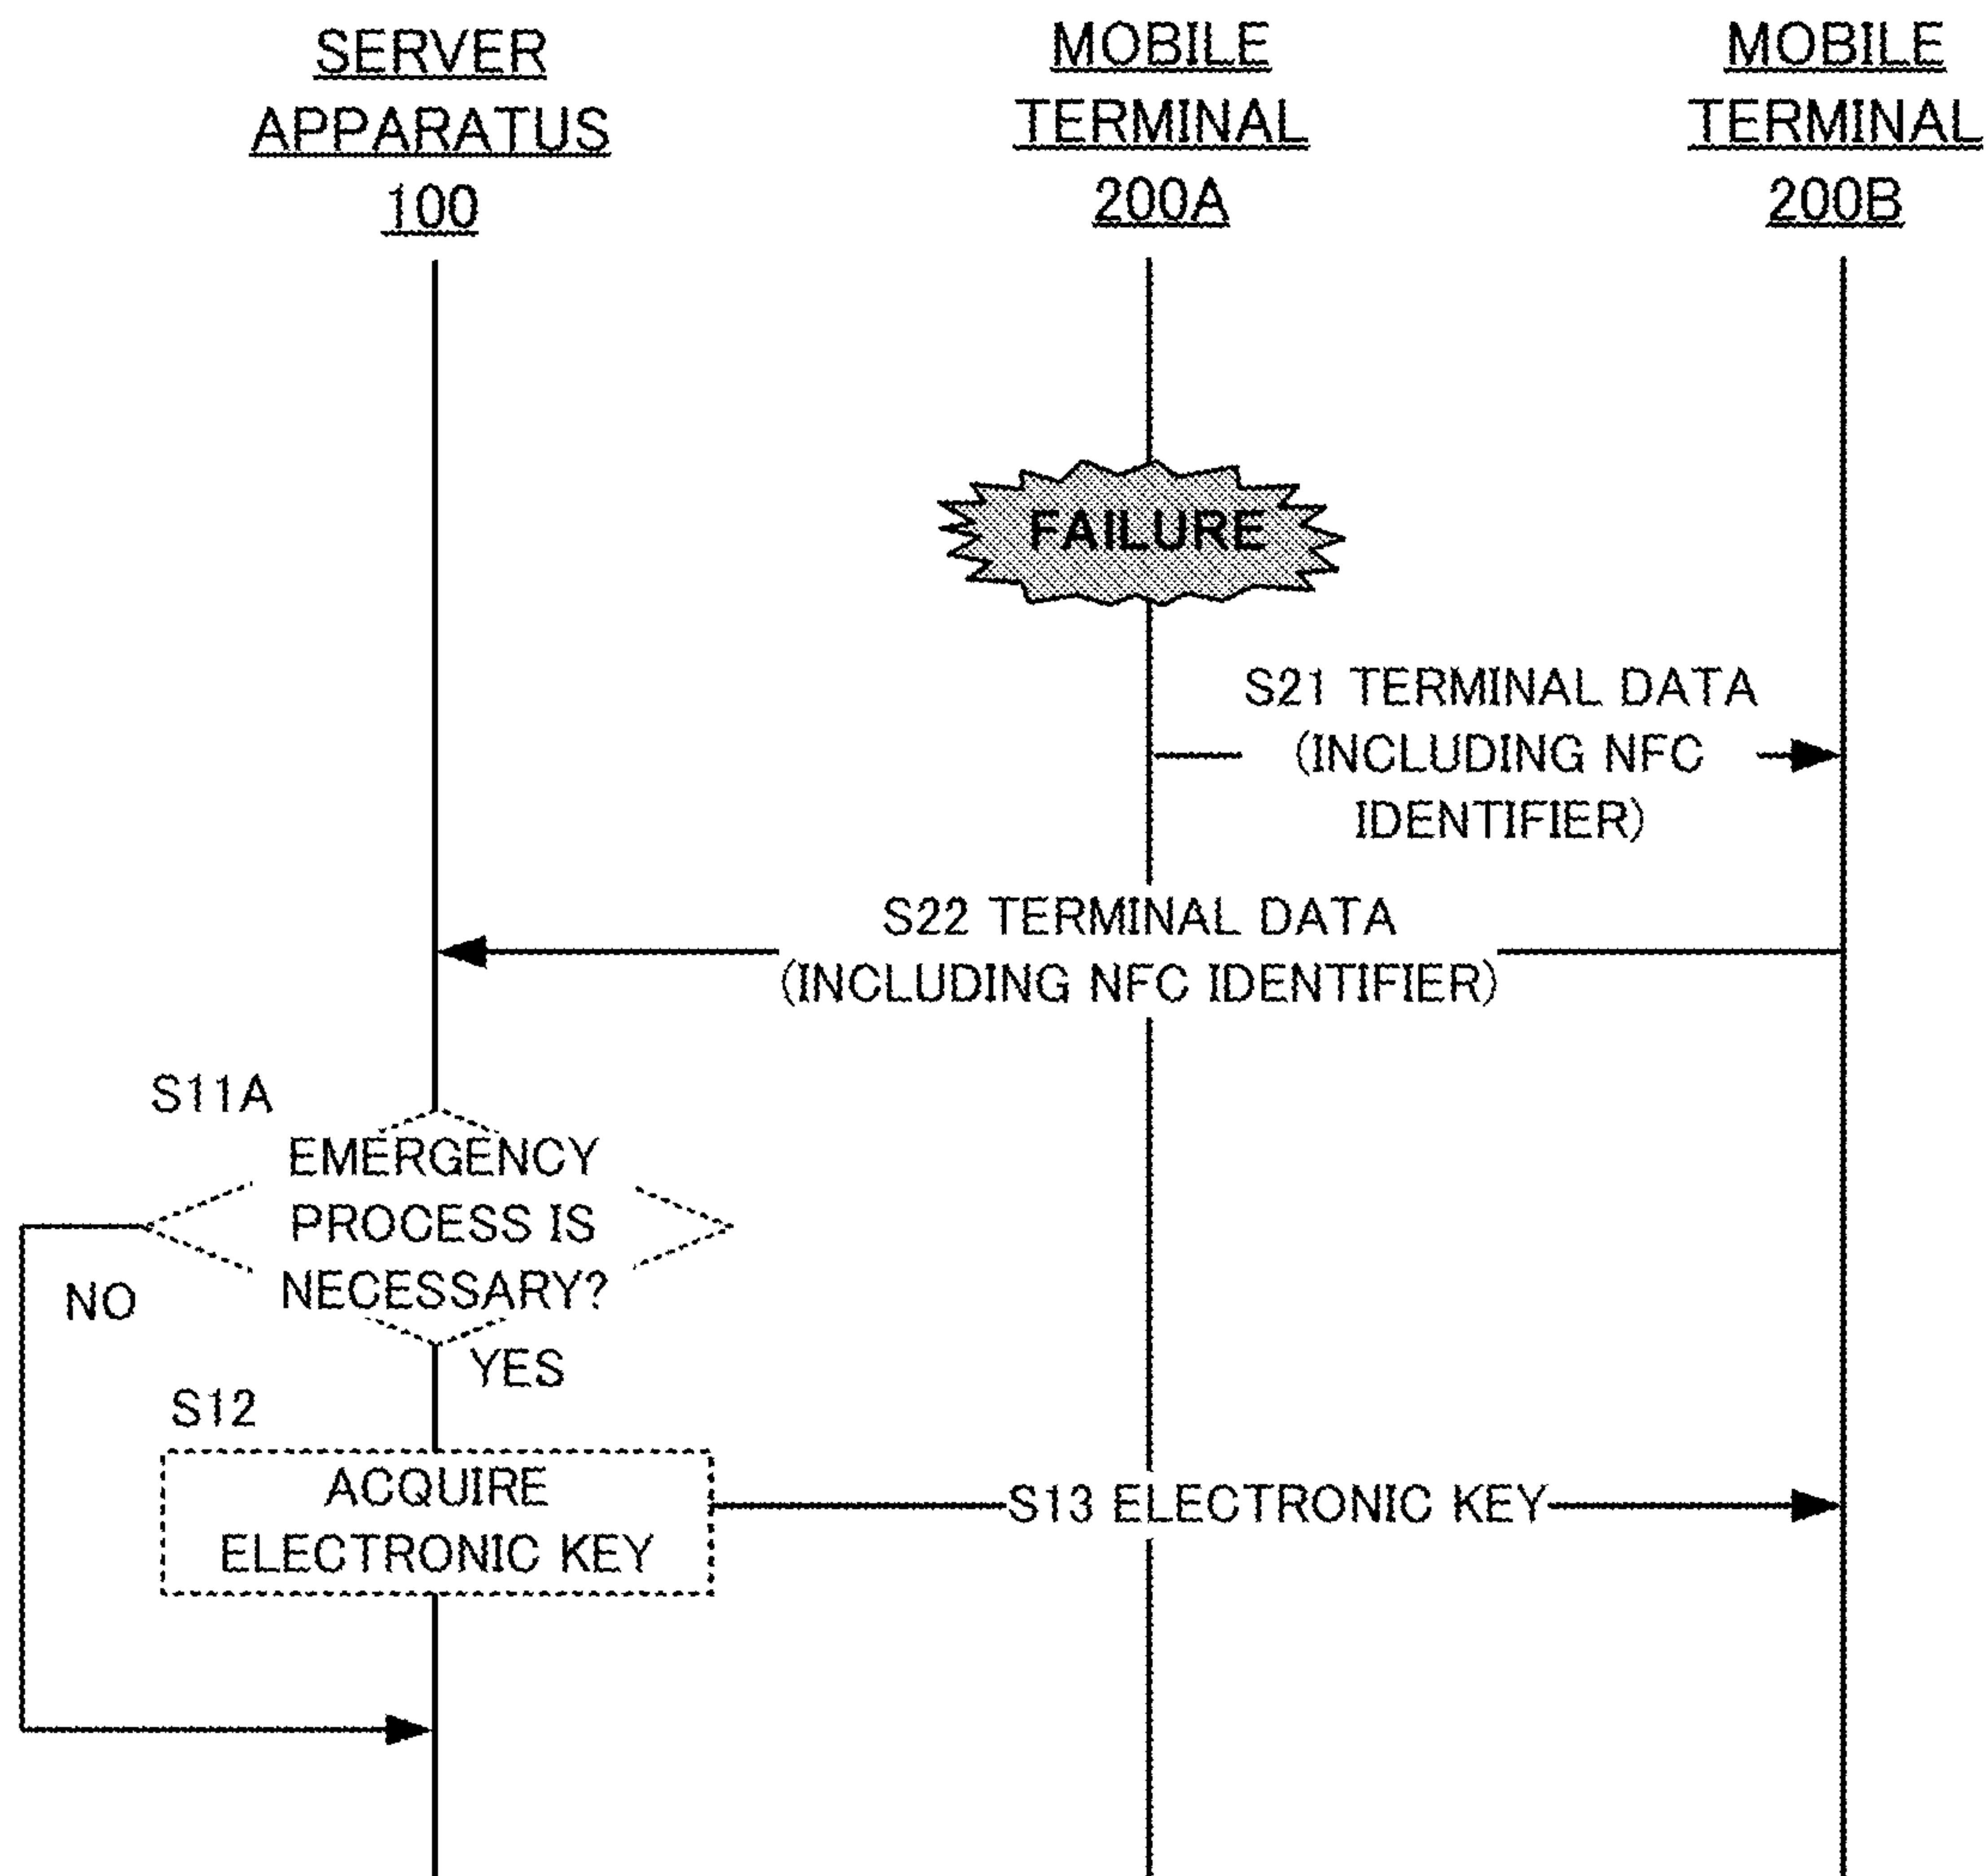 SERVER
APPARATUS
100
MOBILE
TERMINAL
200A
MOBILE
TERMINAL
200B
FAILURE
S21 TERMINAL DATA
(INCLUDING NFC
IDENTIFIER)
S22 TERMINAL DATA
(INCLUDING NFC IDENTIFIER)
S11A
EMERGENCY
PROCESS IS
NECESSARY?
NO
YES
S12
ACQUIRE
ELECTRONIC KEY
S13 ELECTRONIC KEY